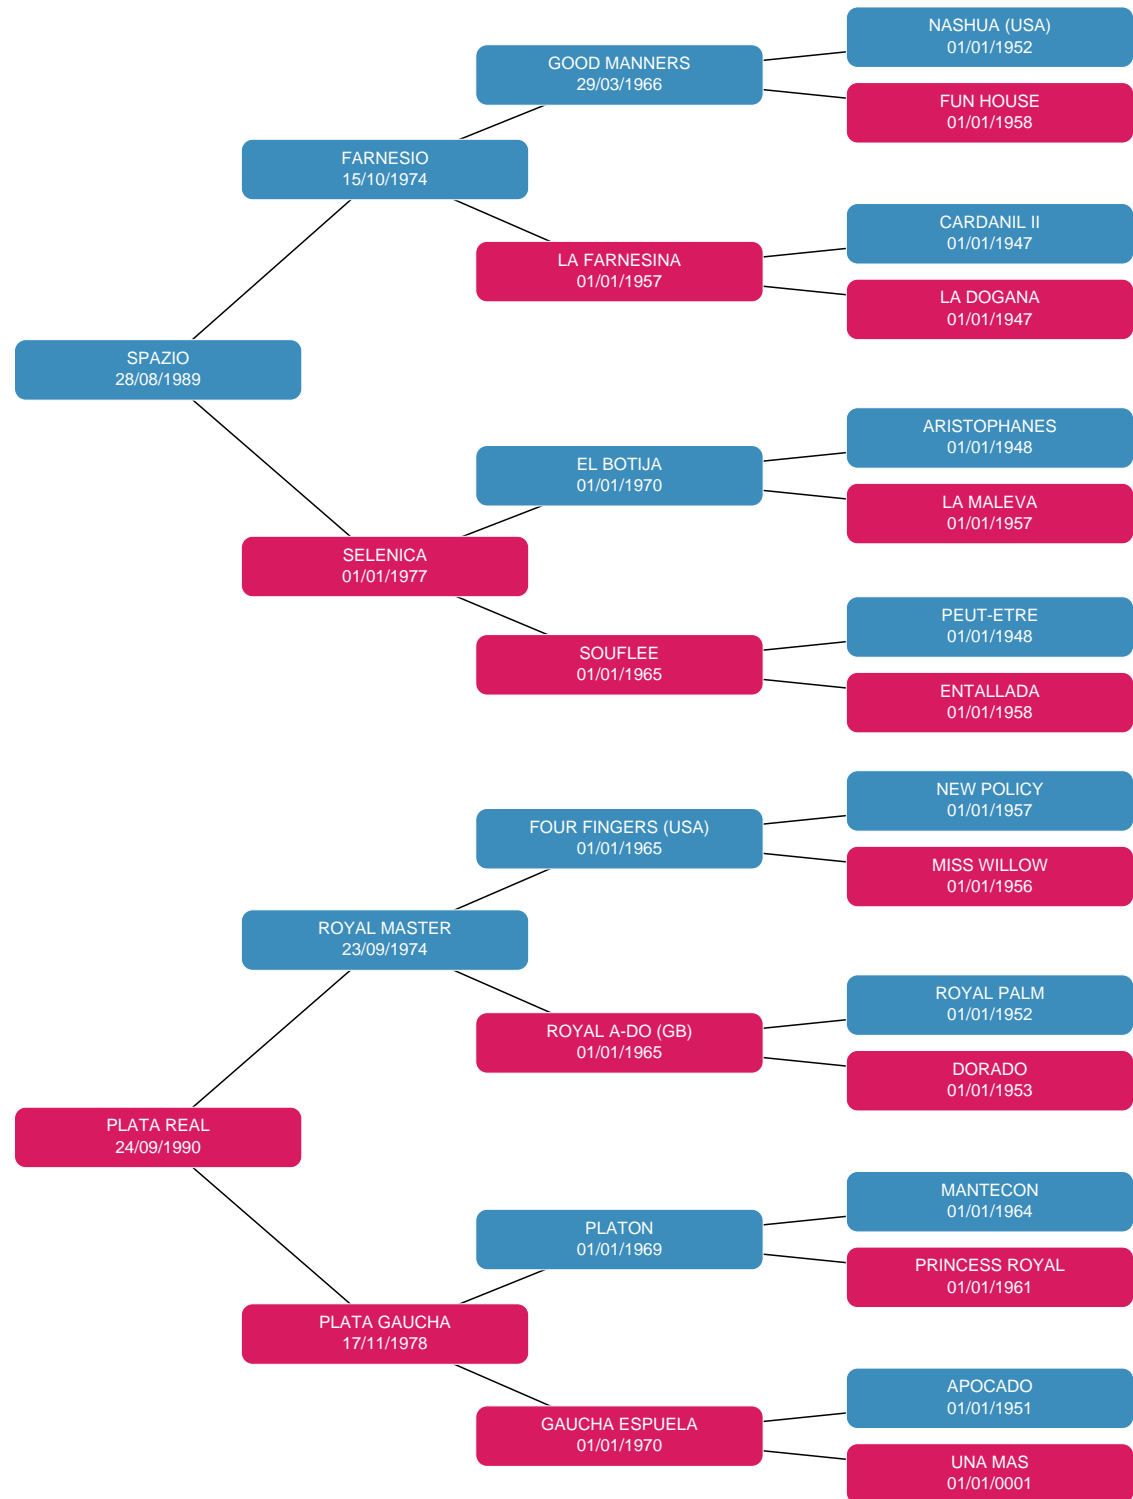 NASHUA (USA)
01/01/1952
GOOD MANNERS
29/03/1966
FUN HOUSE
01/01/1958
FARNESIO
15/10/1974
CARDANIL II
01/01/1947
LA FARNESINA
01/01/1957
LA DOGANA
01/01/1947
SPAZIO
28/08/1989
ARISTOPHANES
01/01/1948
EL BOTIJA
01/01/1970
LA MALEVA
01/01/1957
SELENICA
01/01/1977
PEUT-ETRE
01/01/1948
SOUFLEE
01/01/1965
ENTALLADA
01/01/1958
NEW POLICY
01/01/1957
FOUR FINGERS (USA)
01/01/1965
MISS WILLOW
01/01/1956
ROYAL MASTER
23/09/1974
ROYAL PALM
01/01/1952
ROYAL A-DO (GB)
01/01/1965
DORADO
01/01/1953
PLATA REAL
24/09/1990
MANTECON
01/01/1964
PLATON
01/01/1969
PRINCESS ROYAL
01/01/1961
PLATA GAUCHA
17/11/1978
APOCADO
01/01/1951
GAUCHA ESPUELA
01/01/1970
UNA MAS
01/01/0001